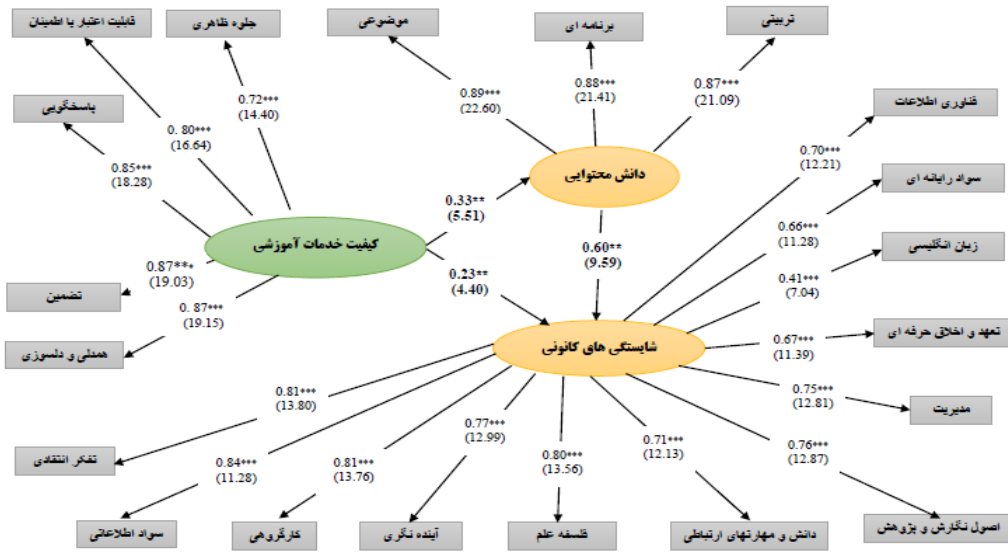 قابلیت اعتبار یا اطمینان
جلوه ظاهری
موضوعی
برنامه ای
تربیتی
پاسخگویی
فناوری اطلاعات
سواد رایانه ای
زبان انگلیسی
تعهد و اخلاق حرفه ای
مدیریت
اصول نگارش و پژوهش
دانش و مهارتهای ارتباطی
فلسفه علم
آینده نگری
کارگروهی
سواد اطلاعاتی
تفکر انتقادی
همدلی و دلسوزی
تضمین
کیفیت خدمات آموزشی
دانش محتوایی
شایستگی های کانونی
0.72***
(14.40)
0. 80***
(16.64)
0.85***
(18.28)
0.87***
(19.03)
0. 87***
(19.15)
0.89***
(22.60)
0.88***
(21.41)
0.87***
(21.09)
0.33**
(5.51)
0.23**
(4.40)
0.60**
(9.59)
0.70***
(12.21)
0.66***
(11.28)
0.41***
(7.04)
0.67***
(11.39)
0.75***
(12.81)
0.76***
(12.87)
0.71***
(12.13)
0.80***
(13.56)
0.77***
(12.99)
0.81***
(13.76)
0.84***
(11.28)
0.81***
(13.80)